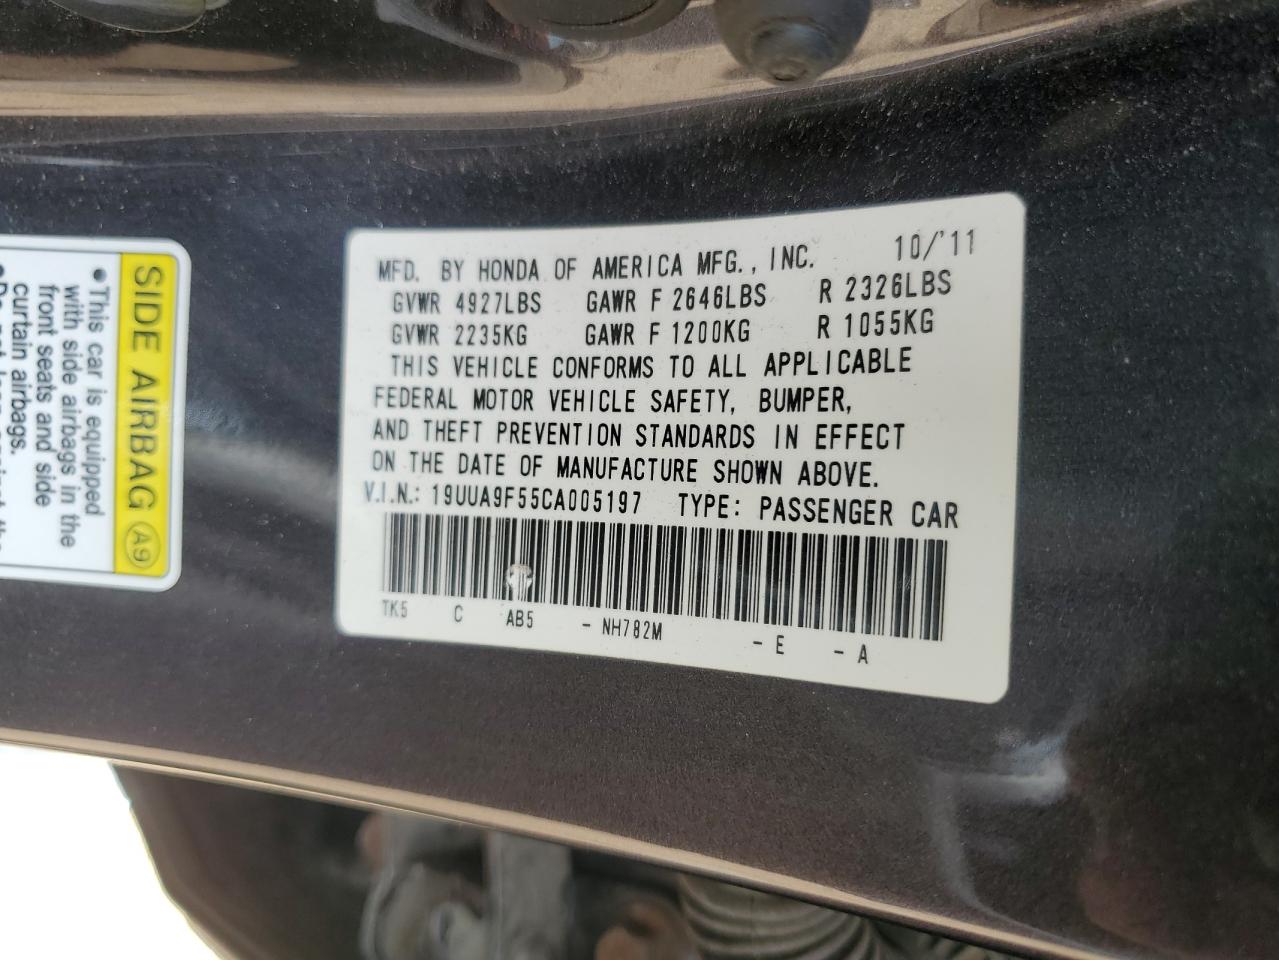 MFD. BY HONDA OF AMERICA MFG., INC. 10/'11
GVWR 4927LBS GAWR F 2646LBS R 2326LBS
GVWR 2235KG GAWR F 1200KG R 1055KG
THIS VEHICLE CONFORMS TO ALL APPLICABLE
FEDERAL MOTOR VEHICLE SAFETY, BUMPER,
AND THEFT PREVENTION STANDARDS IN EFFECT
ON THE DATE OF MANUFACTURE SHOWN ABOVE.
V.I.N.: 19UUA9F55CA005197 TYPE: PASSENGER CAR
TK5 C AB5 - NH782M - E - A
SIDE AIRBAG A9
• This car is equipped
with side airbags in the
front seats and side
curtain airbags.